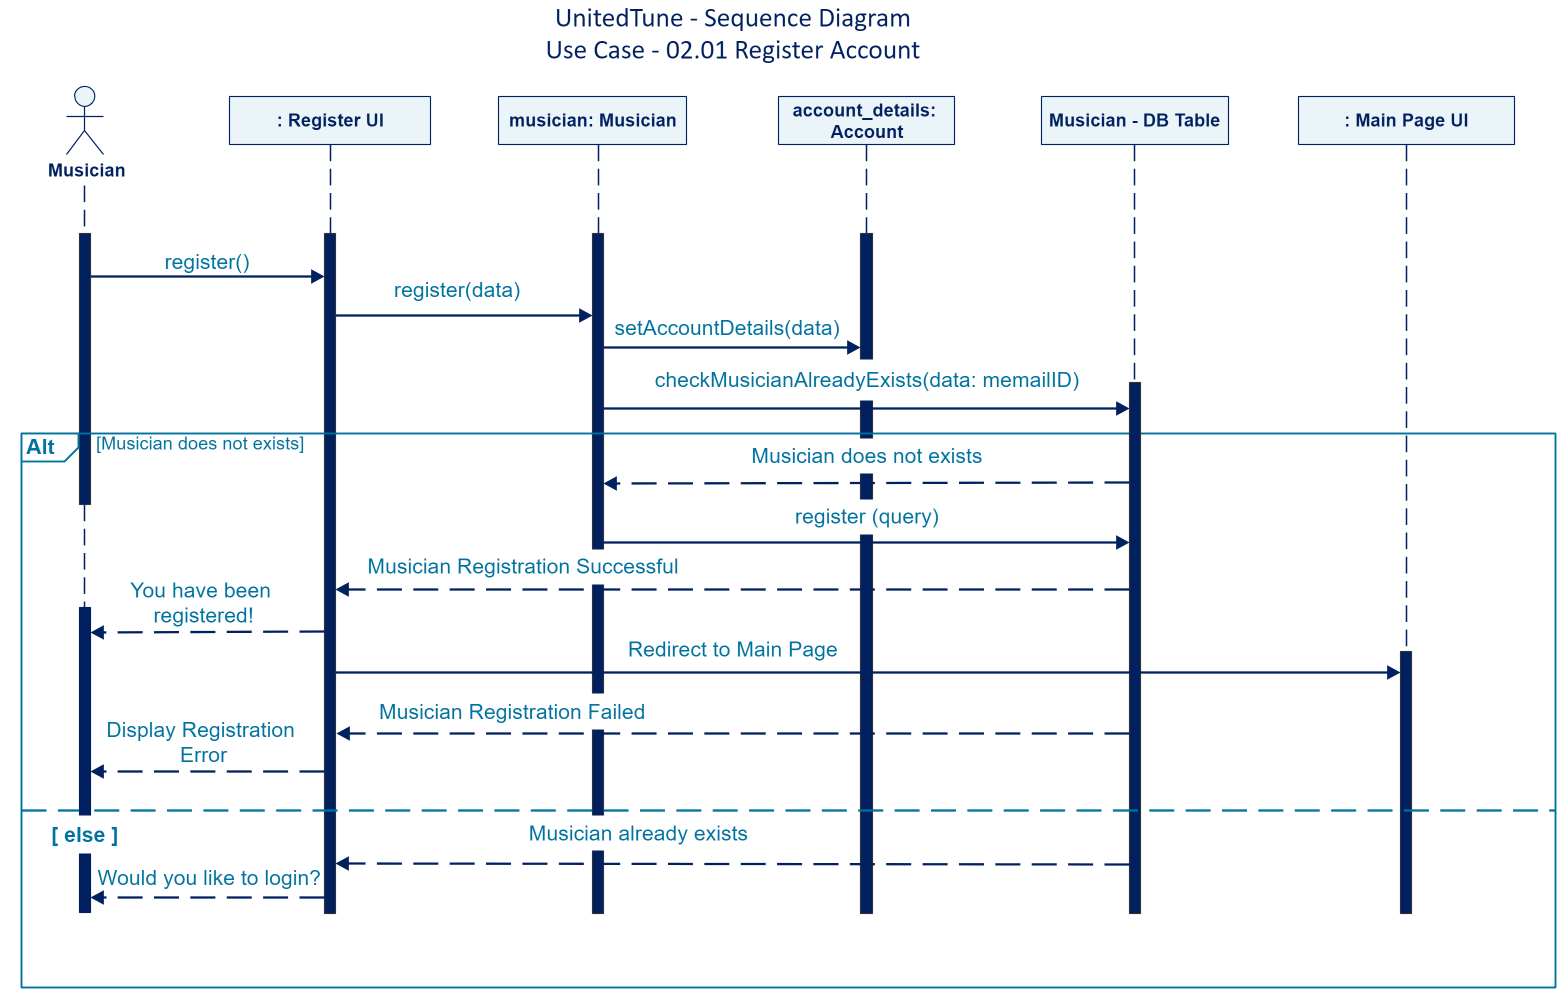 UnitedTune - Sequence Diagram
Use Case - 02.01 Register Account
Musician
: Register UI
musician: Musician
account_details:
Account
Musician - DB Table
: Main Page UI
register()
register(data)
setAccountDetails(data)
checkMusicianAlreadyExists(data: memailID)
Alt
[Musician does not exists]
Musician does not exists
register (query)
Musician Registration Successful
You have been
registered!
Redirect to Main Page
Musician Registration Failed
Display Registration
Error
[ else ]
Musician already exists
Would you like to login?